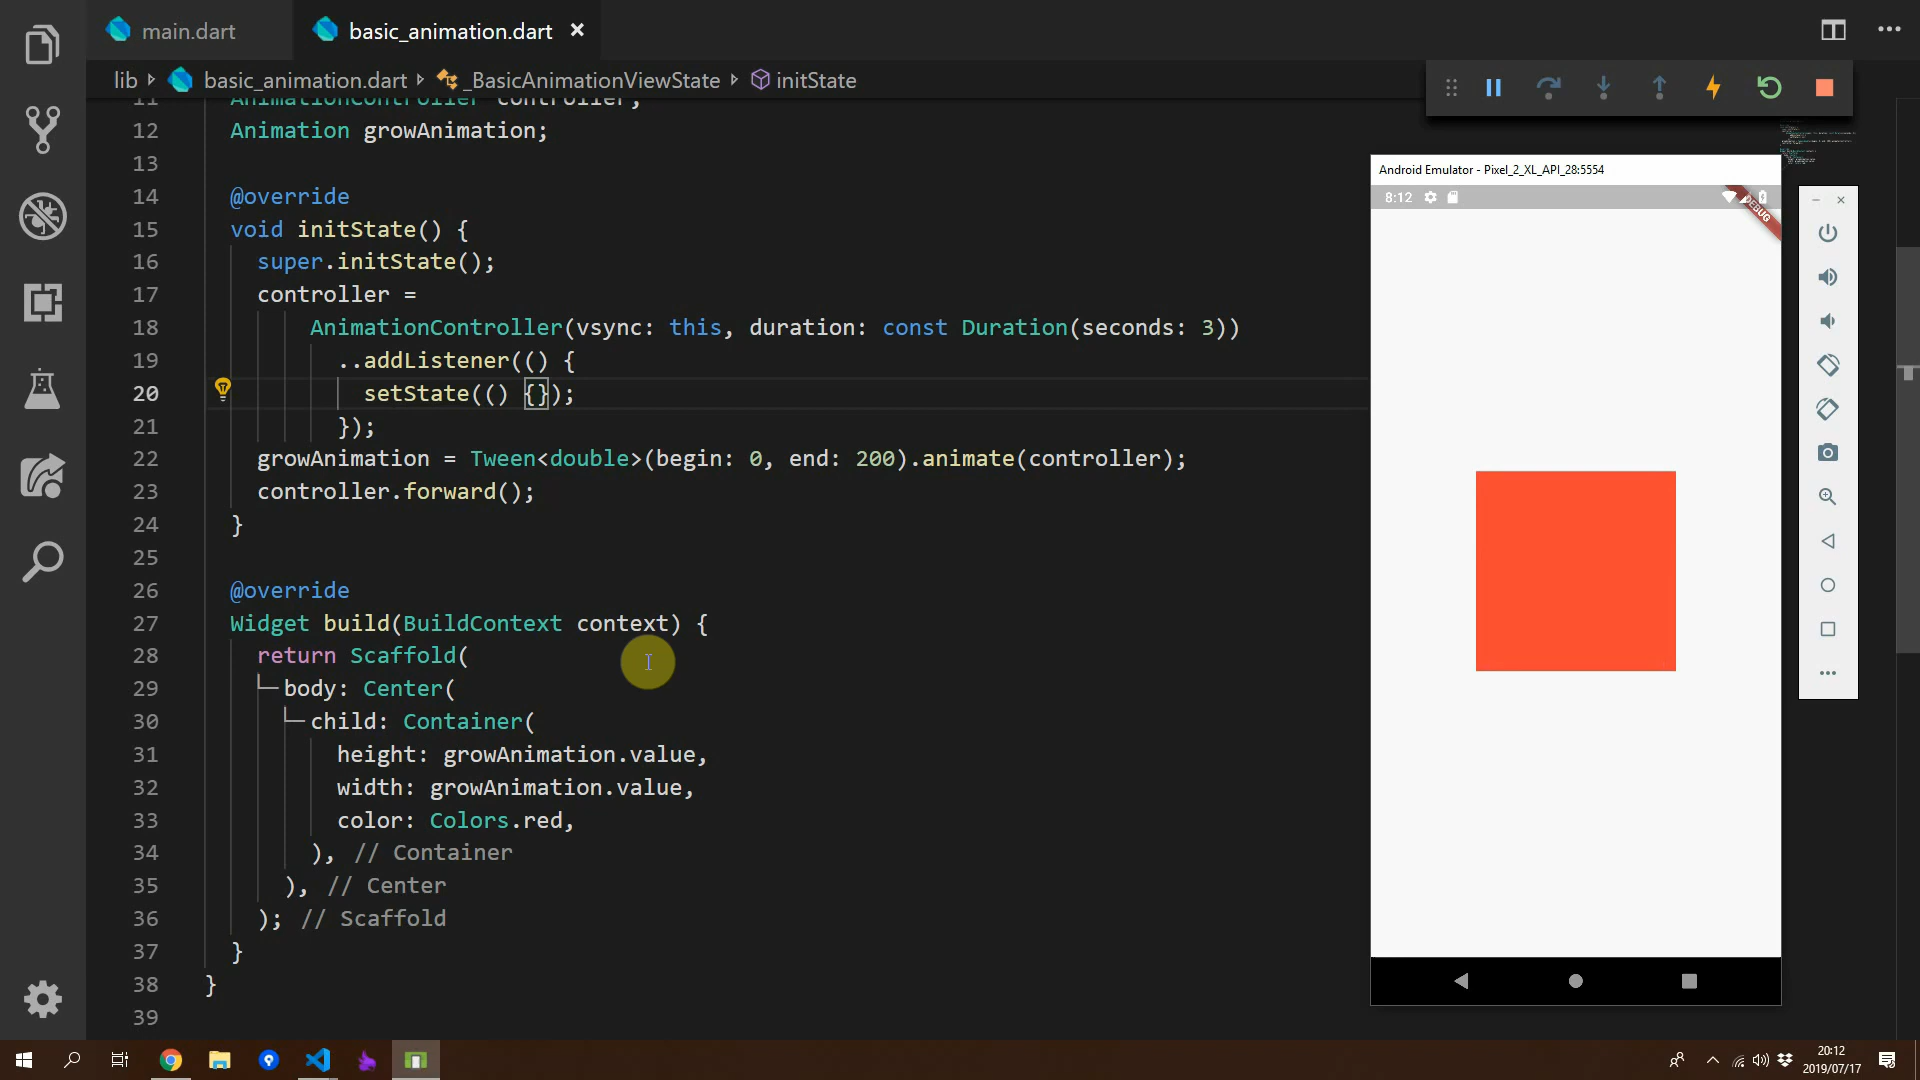 main.dart
basic_animation.dart
lib basic_animation.dart _BasicAnimationViewState initState
11 AnimationController controller;
12 Animation growAnimation;
13
14 @override
15 void initState() {
16 super.initState();
17 controller =
18 AnimationController(vsync: this, duration: const Duration(seconds: 3))
19 ..addListener(() {
20 setState(() {});
21 });
22 growAnimation = Tween<double>(begin: 0, end: 200).animate(controller);
23 controller.forward();
24 }
25
26 @override
27 Widget build(BuildContext context) {
28 return Scaffold(
29 body: Center(
30 child: Container(
31 height: growAnimation.value,
32 width: growAnimation.value,
33 color: Colors.red,
34 ), // Container
35 ), // Center
36 ); // Scaffold
37 }
38 }
39
Android Emulator - Pixel_2_XL_API_28:5554
8:12
DEBUG
20:12
2019/07/17